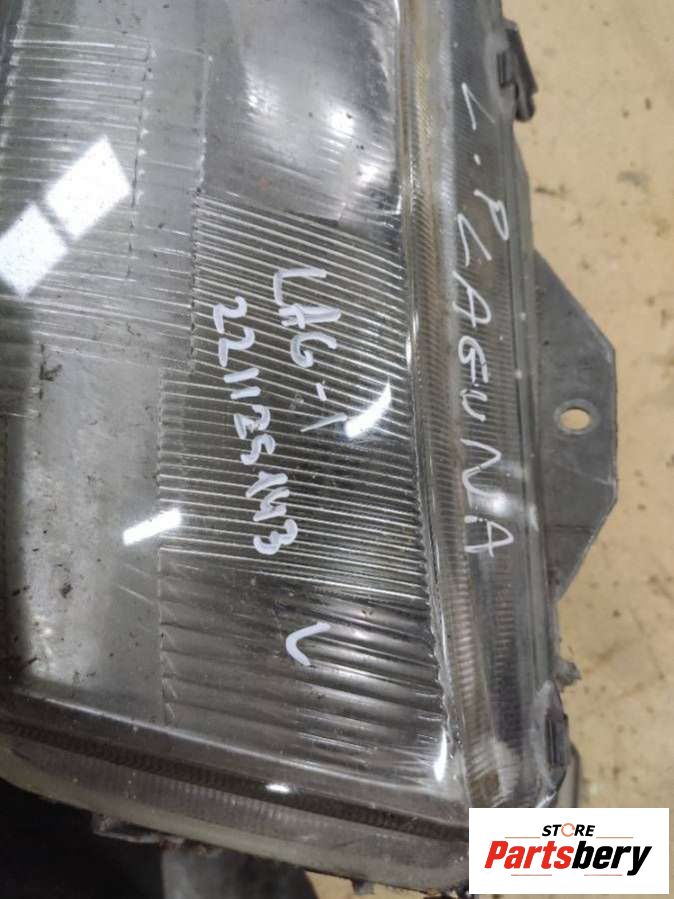 L.P LAGUNA
LAG-1
221125143
V
STORE
Partsbery